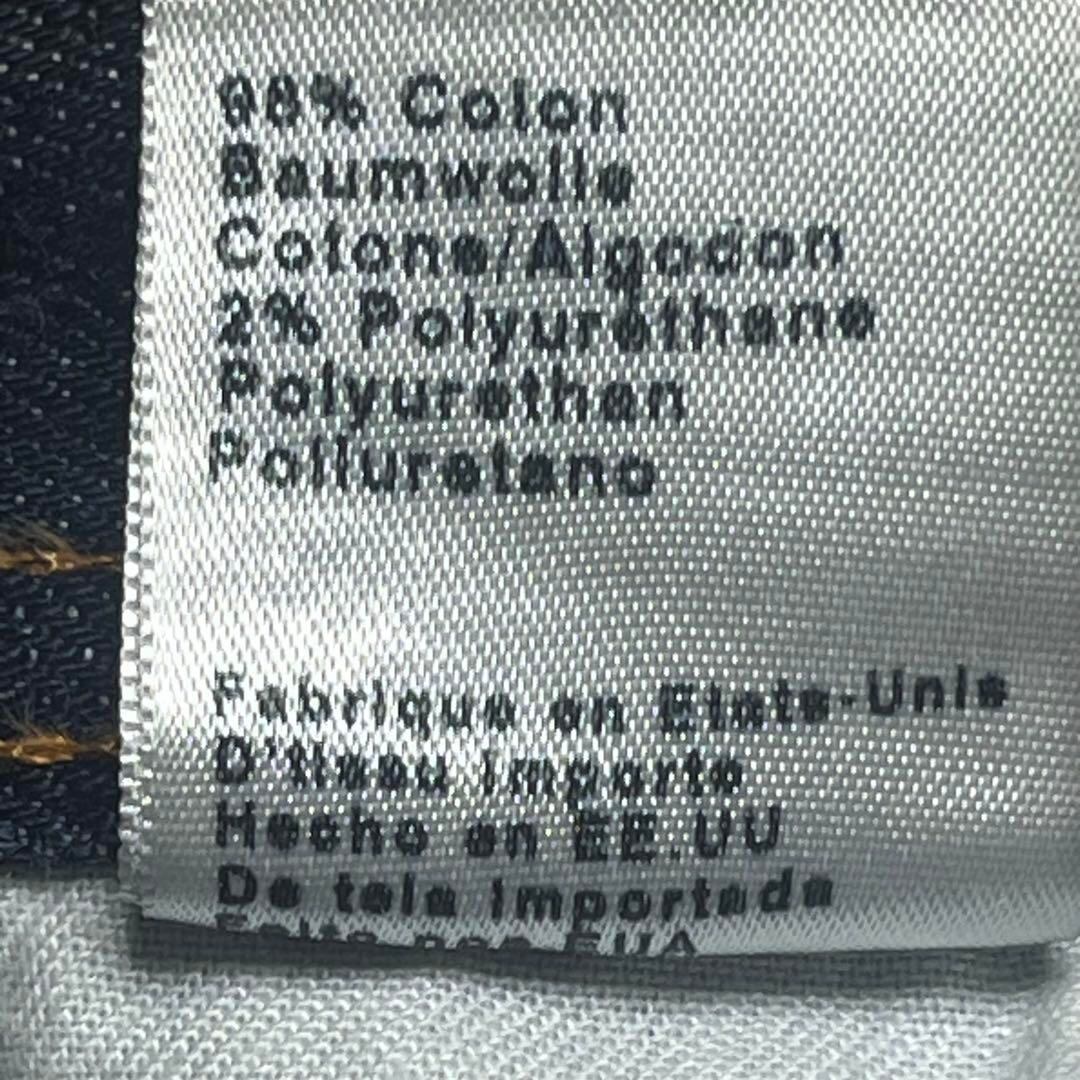 98% Coton
Baumwolle
Cotone/Algodon
2% Polyuréthane
Polyurethan
Poliuretano
Fabrique en Etats-Unis
D'tissu importe
Hecho en EE.UU
De tela importada
EUA